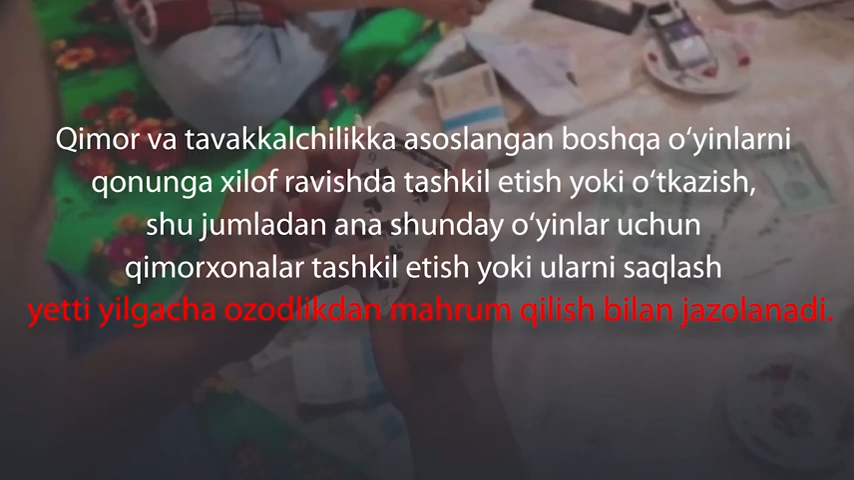 Qimor va tavakkalchilikka asoslangan boshqa o‘yinlarni
qonunga xilof ravishda tashkil etish yoki o‘tkazish,
shu jumladan ana shunday o‘yinlar uchun
qimorxonalar tashkil etish yoki ularni saqlash
yetti yilgacha ozodlikdan mahrum qilish bilan jazolanadi.